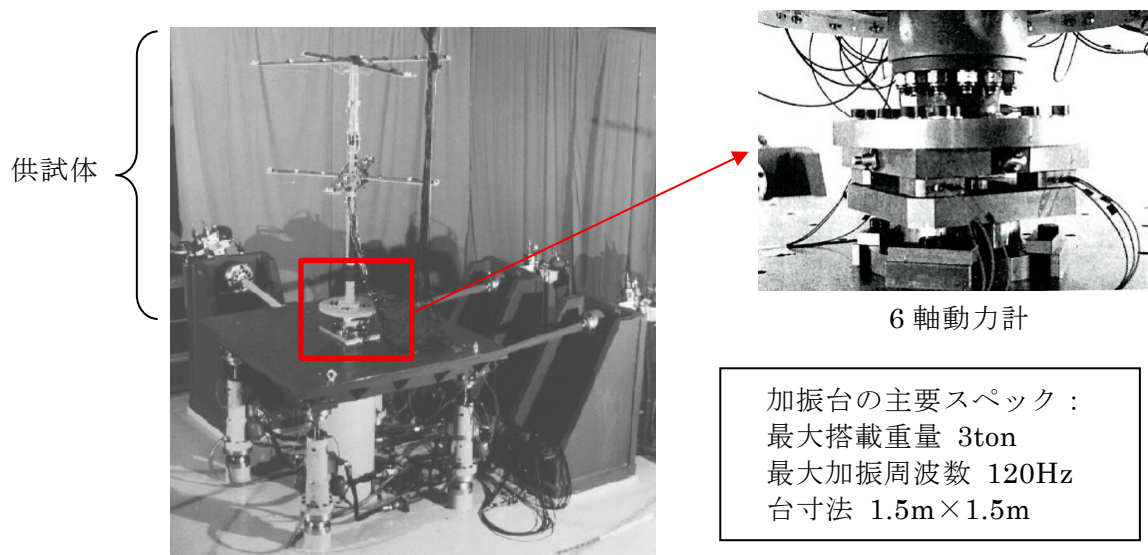 供試体
6 軸動力計
加振台の主要スペック：
最大搭載重量 3ton
最大加振周波数 120Hz
台寸法 1.5m×1.5m